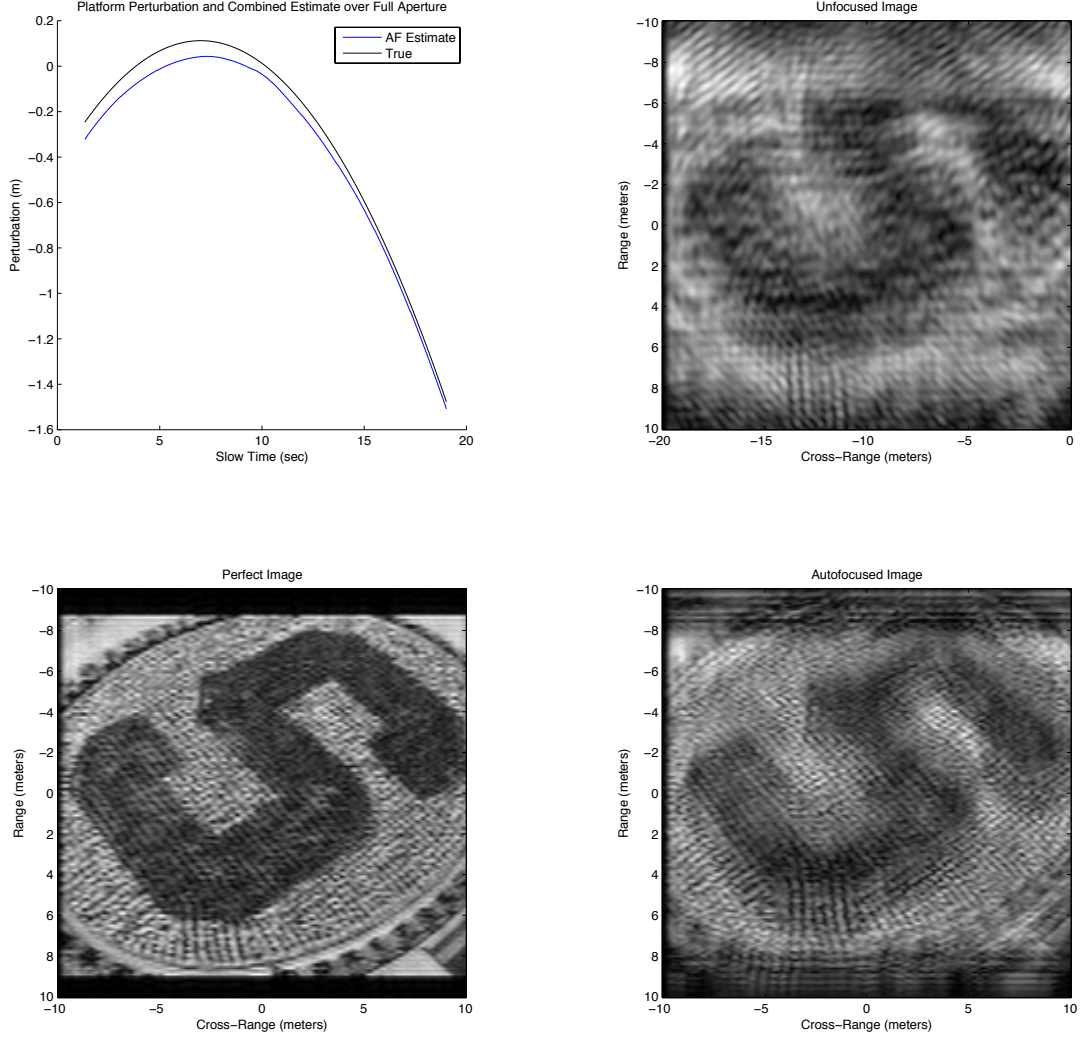 Platform Perturbation and Combined Estimate over Full Aperture
0.2
0
−0.2
−0.4
−0.6
−0.8
−1
−1.2
−1.4
−1.6
Perturbation (m)
0 5 10 15 20
Slow Time (sec)
AF Estimate
True
Unfocused Image
−10
−8
−6
−4
−2
0
2
4
6
8
10
Range (meters)
−20 −15 −10 −5 0
Cross−Range (meters)
Perfect Image
−10
−8
−6
−4
−2
0
2
4
6
8
10
Range (meters)
−10 −5 0 5 10
Cross−Range (meters)
Autofocused Image
−10
−8
−6
−4
−2
0
2
4
6
8
10
Range (meters)
−10 −5 0 5 10
Cross−Range (meters)